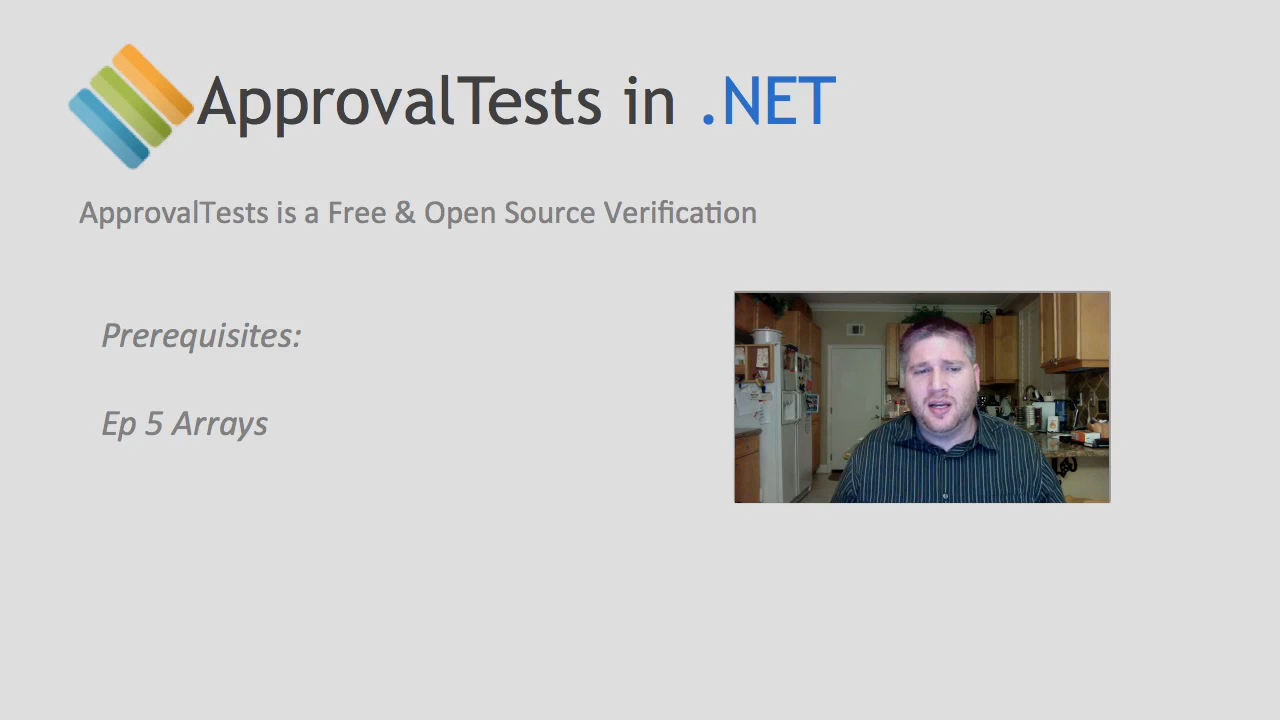 ApprovalTests in .NET
ApprovalTests is a Free & Open Source Verification
Prerequisites:
Ep 5 Arrays